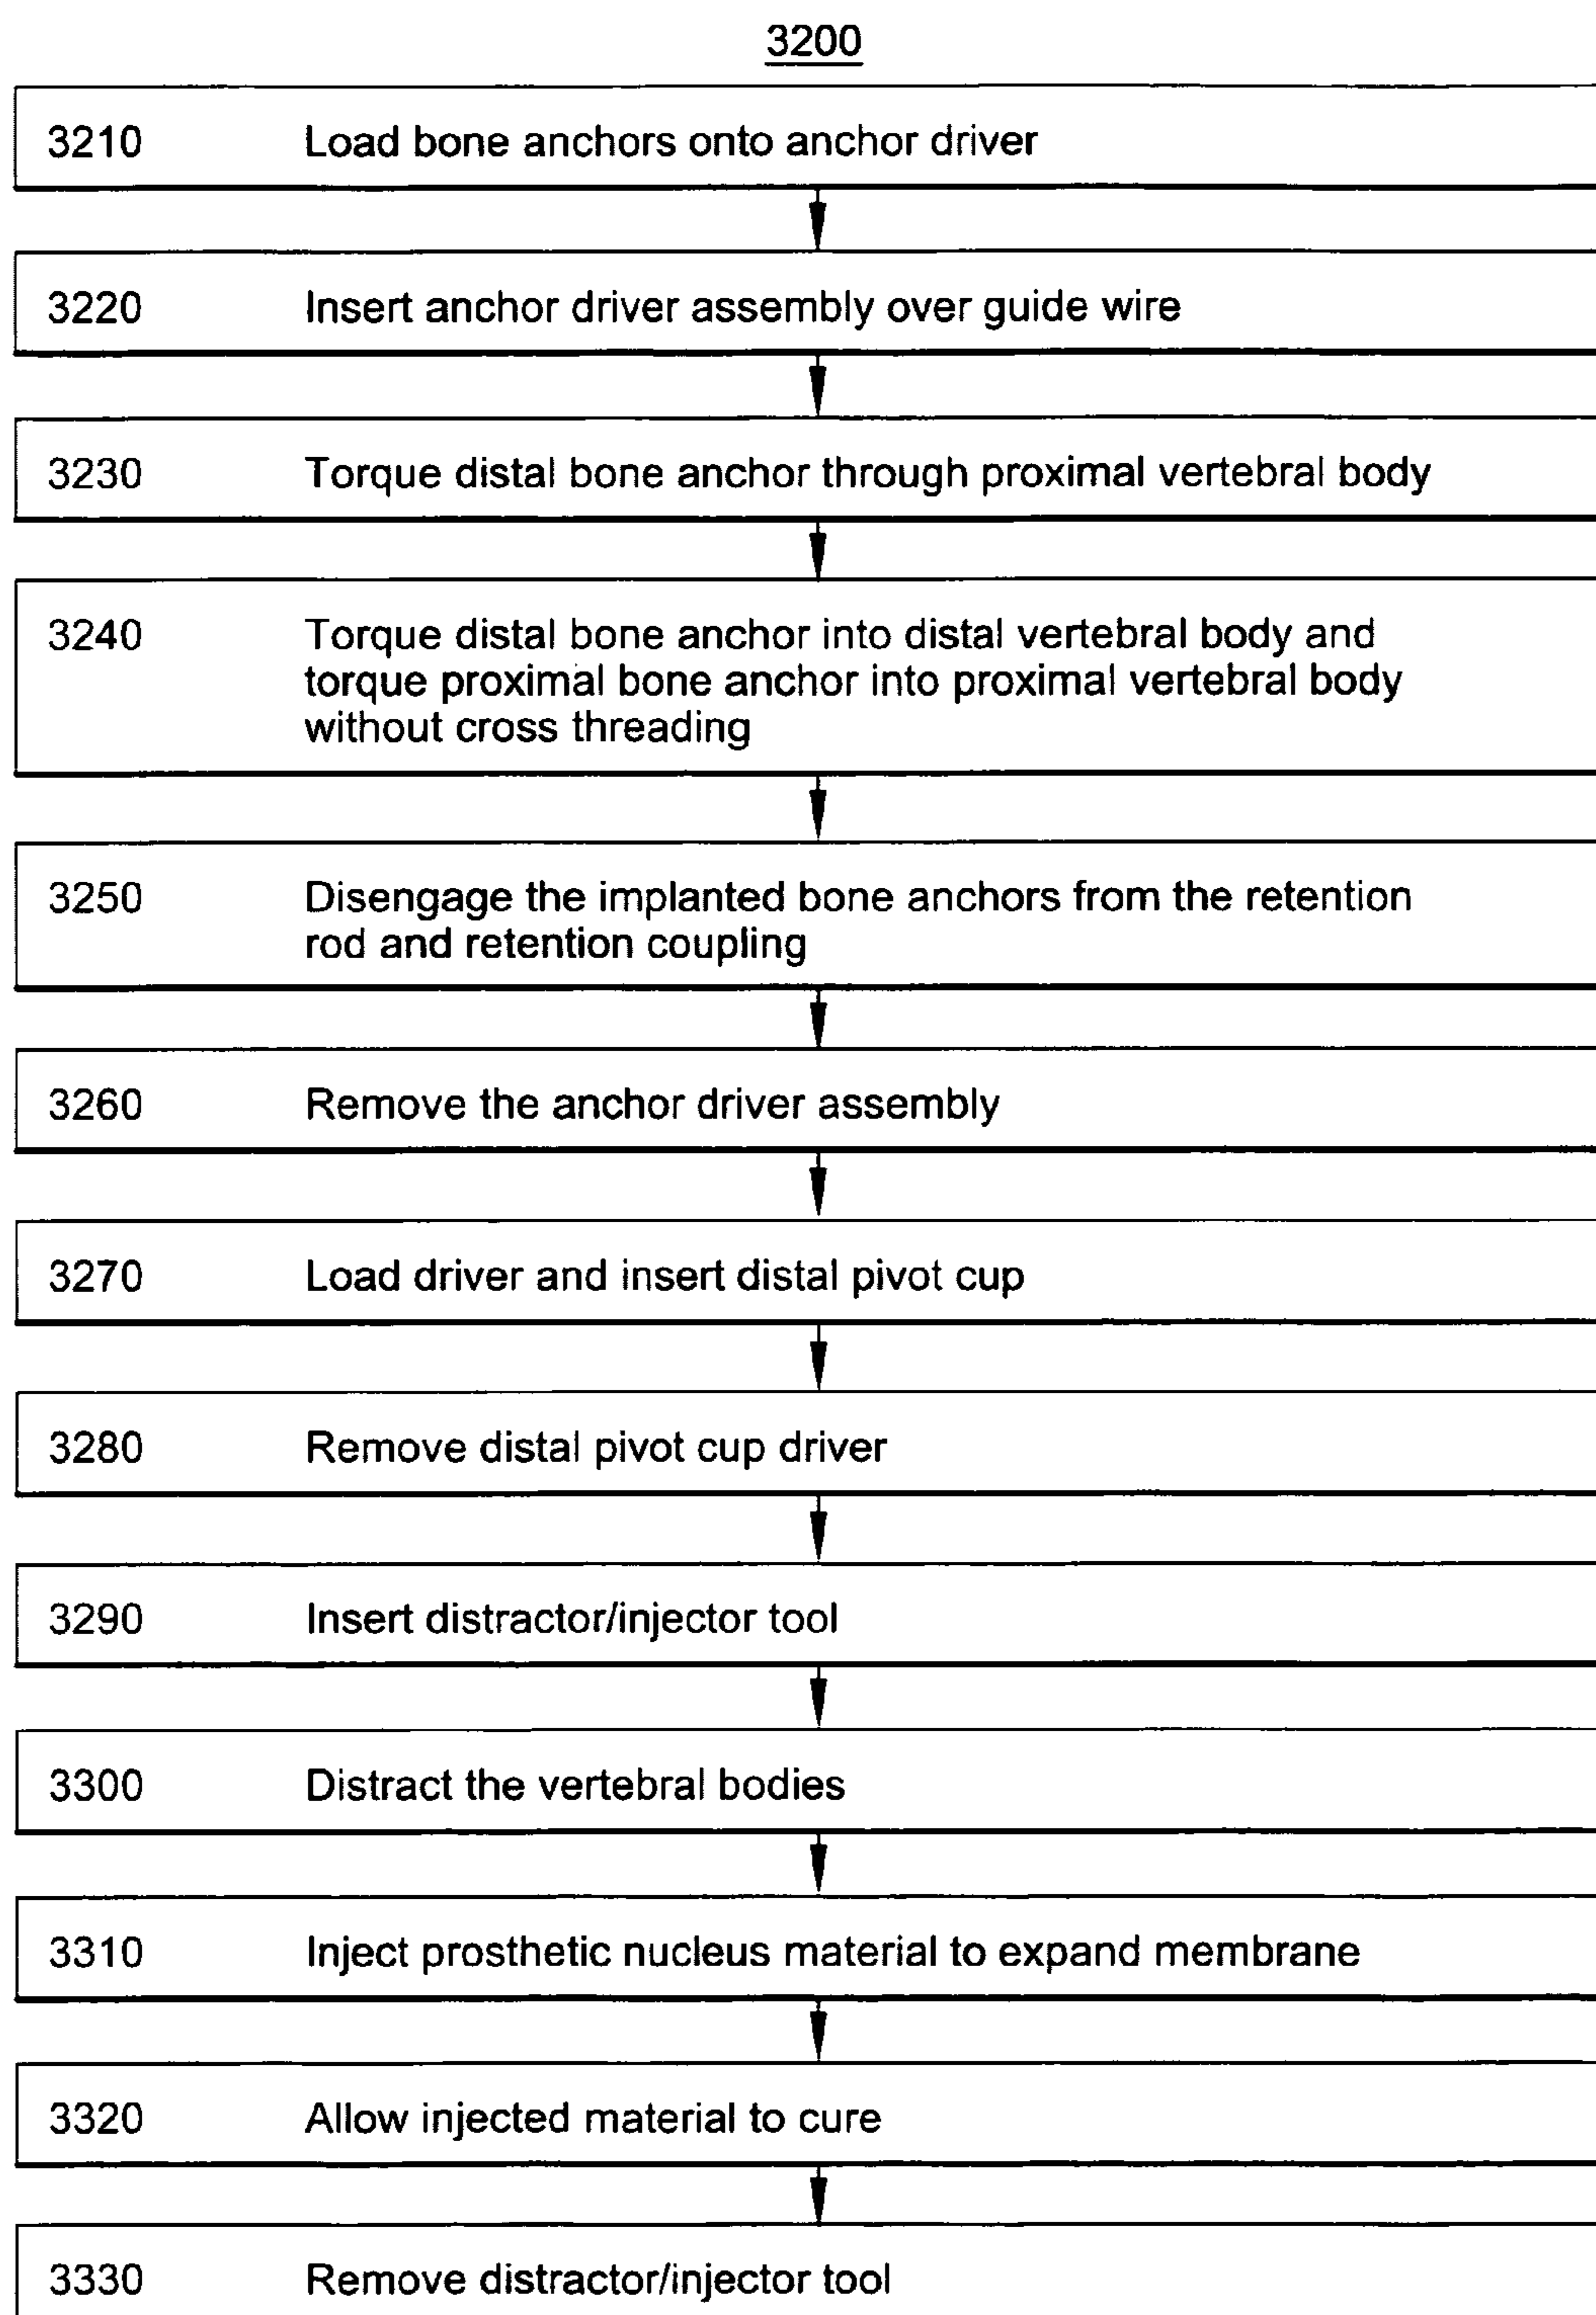 3200
3210 Load bone anchors onto anchor driver
3220 Insert anchor driver assembly over guide wire
3230 Torque distal bone anchor through proximal vertebral body
3240 Torque distal bone anchor into distal vertebral body and
torque proximal bone anchor into proximal vertebral body
without cross threading
3250 Disengage the implanted bone anchors from the retention
rod and retention coupling
3260 Remove the anchor driver assembly
3270 Load driver and insert distal pivot cup
3280 Remove distal pivot cup driver
3290 Insert distractor/injector tool
3300 Distract the vertebral bodies
3310 Inject prosthetic nucleus material to expand membrane
3320 Allow injected material to cure
3330 Remove distractor/injector tool